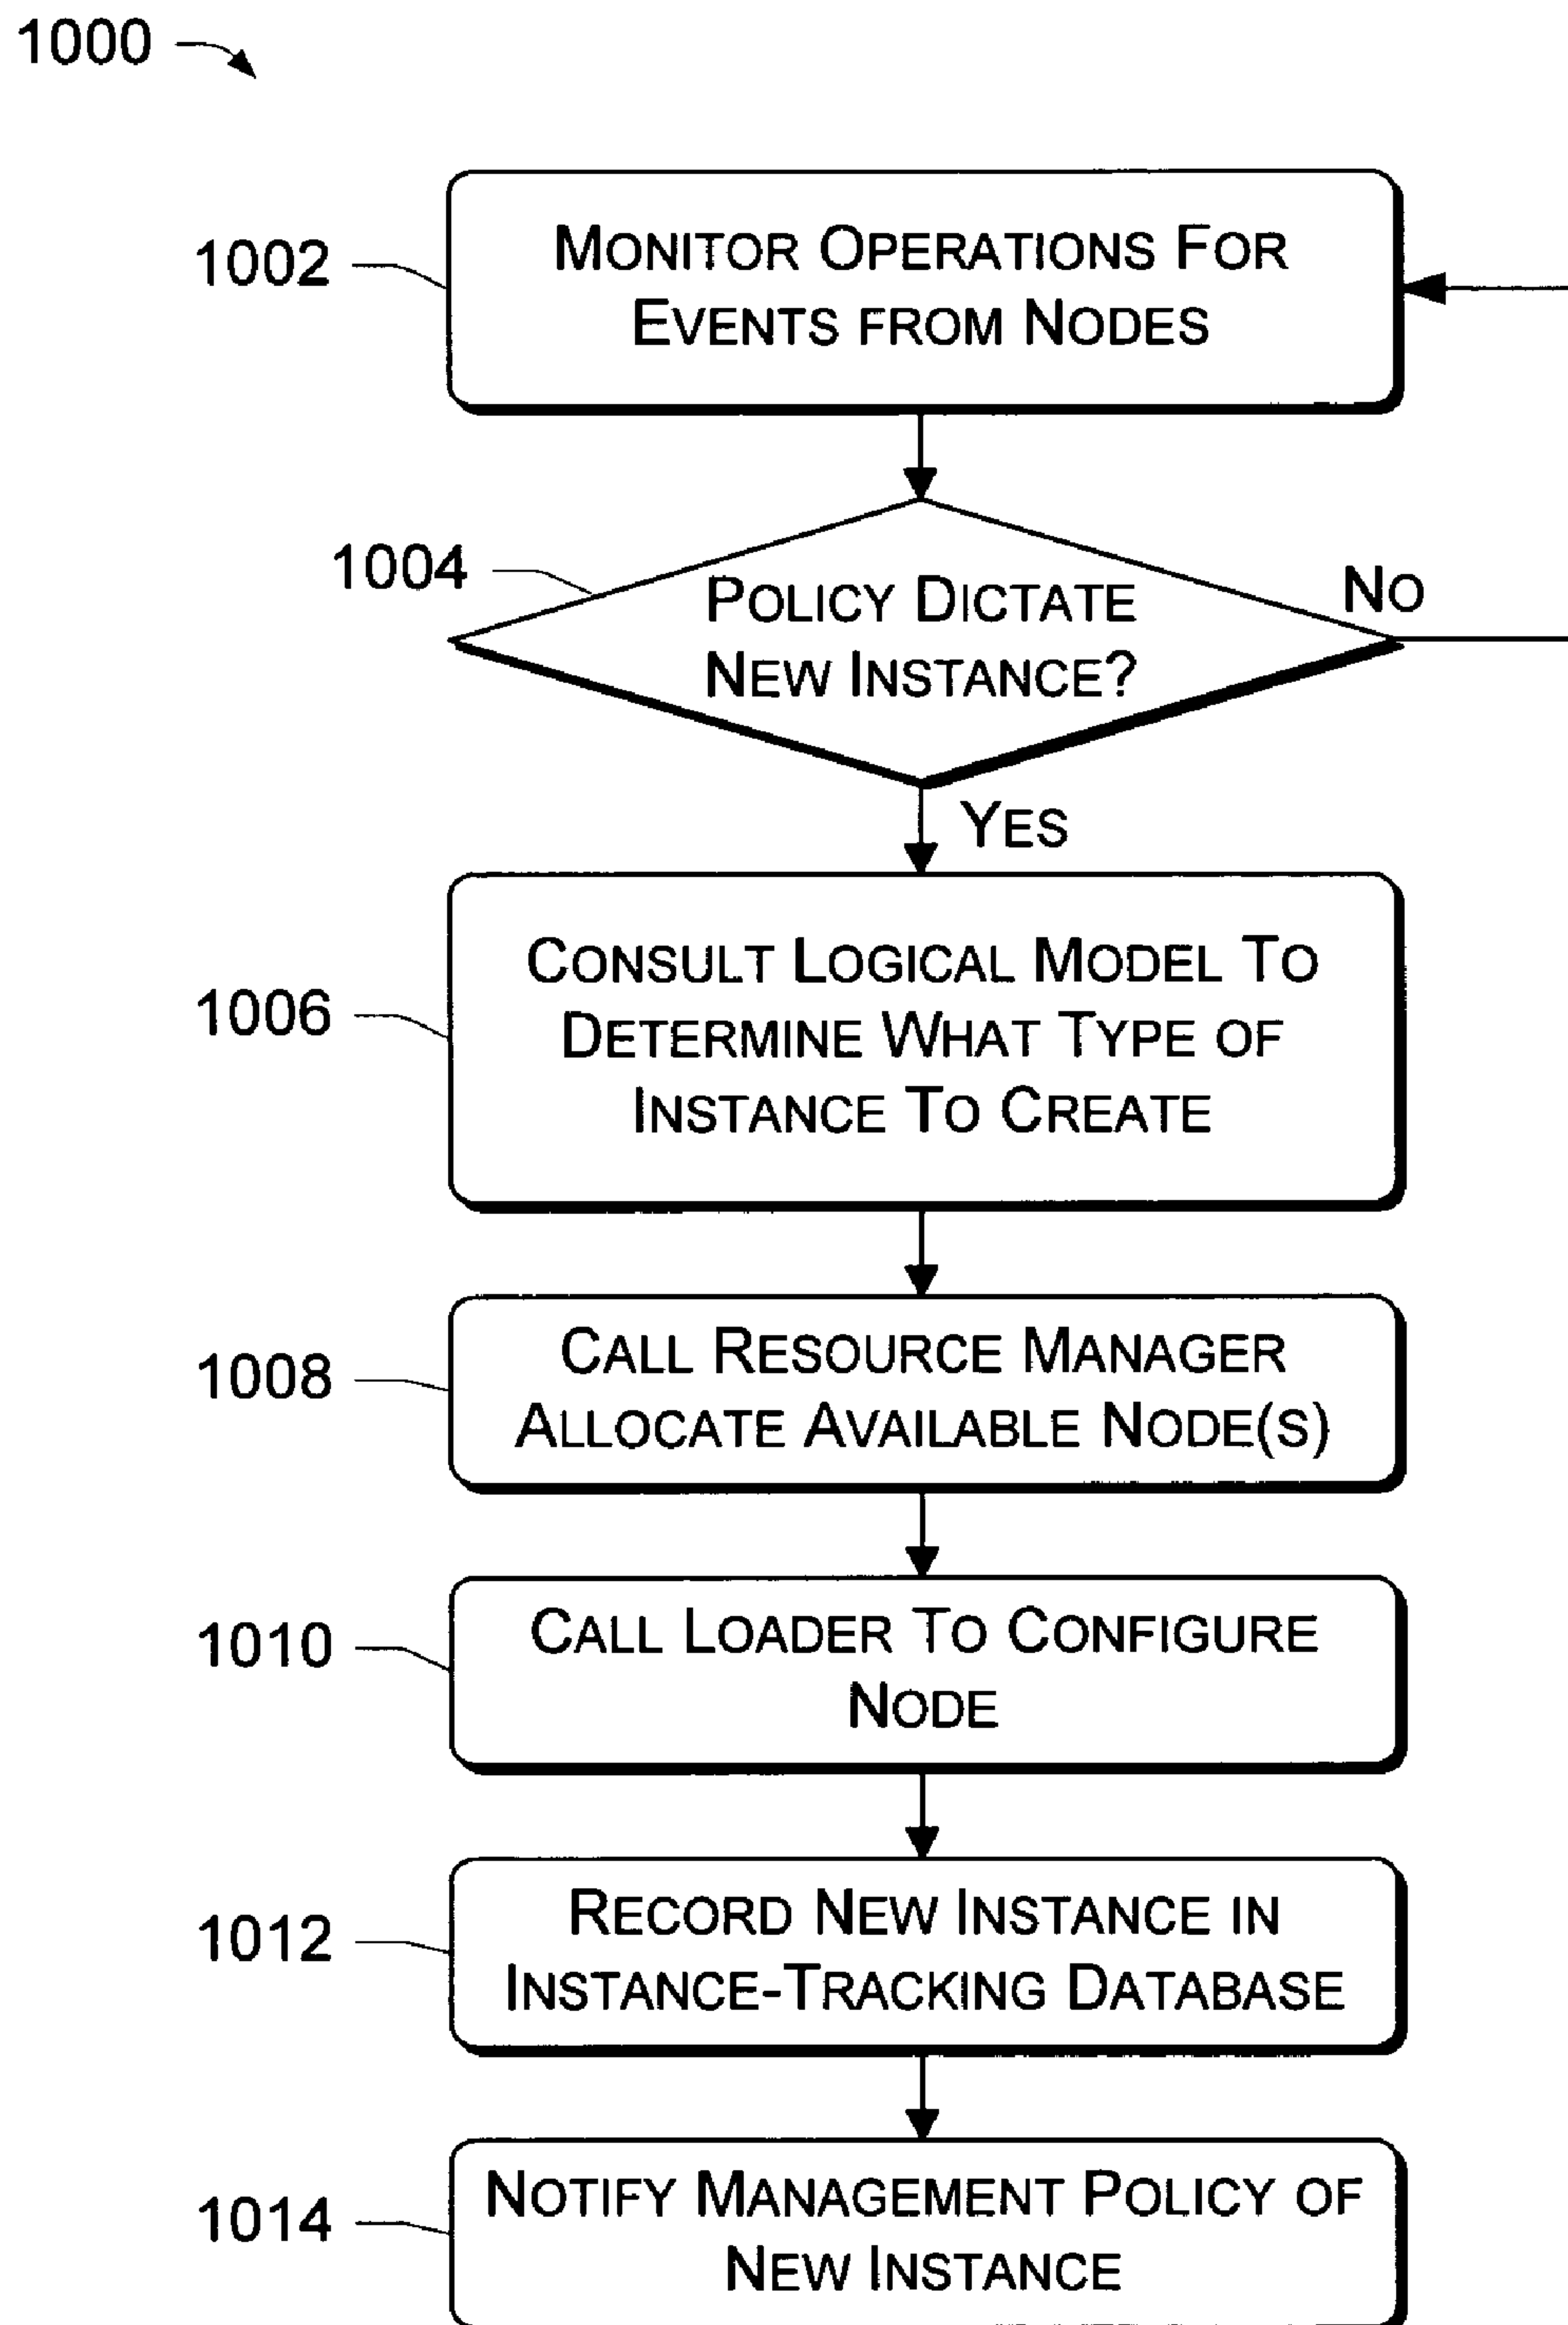 1000
1002
MONITOR OPERATIONS FOR
EVENTS FROM NODES
1004
POLICY DICTATE
NEW INSTANCE?
NO
YES
1006
CONSULT LOGICAL MODEL TO
DETERMINE WHAT TYPE OF
INSTANCE TO CREATE
1008
CALL RESOURCE MANAGER
ALLOCATE AVAILABLE NODE(S)
1010
CALL LOADER TO CONFIGURE
NODE
1012
RECORD NEW INSTANCE IN
INSTANCE-TRACKING DATABASE
1014
NOTIFY MANAGEMENT POLICY OF
NEW INSTANCE